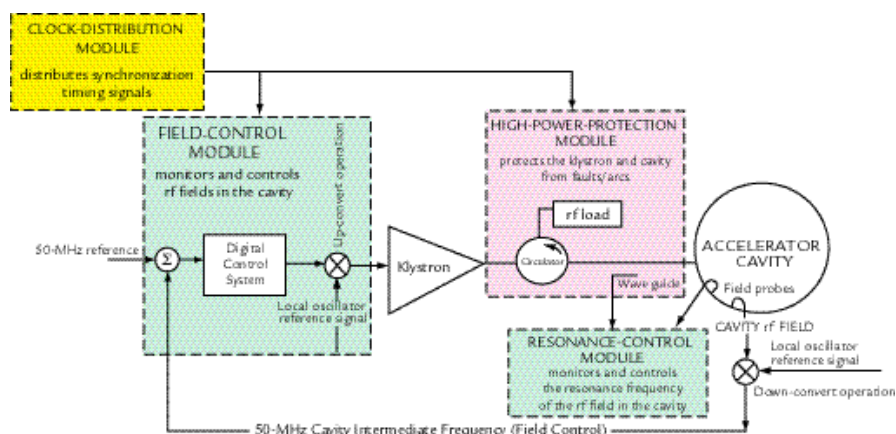 CLOCK-DISTRIBUTION
MODULE
distributes synchronization
timing signals
FIELD-CONTROL
MODULE
monitors and controls
rf fields in the cavity
Up-convert operation
HIGH-POWER-PROTECTION
MODULE
protects the klystron and cavity
from faults/arcs
rf load
50-MHz reference
Σ
Digital
Control
System
Local oscillator
reference signal
Klystron
Circulator
Wave guide
ACCELERATOR
CAVITY
Field probes
CAVITY rf FIELD
RESONANCE-CONTROL
MODULE
monitors and controls
the resonance frequency
of the rf field in the cavity
Local oscillator
reference signal
Down-convert operation
50-MHz Cavity Intermediate Frequency (Field Control)